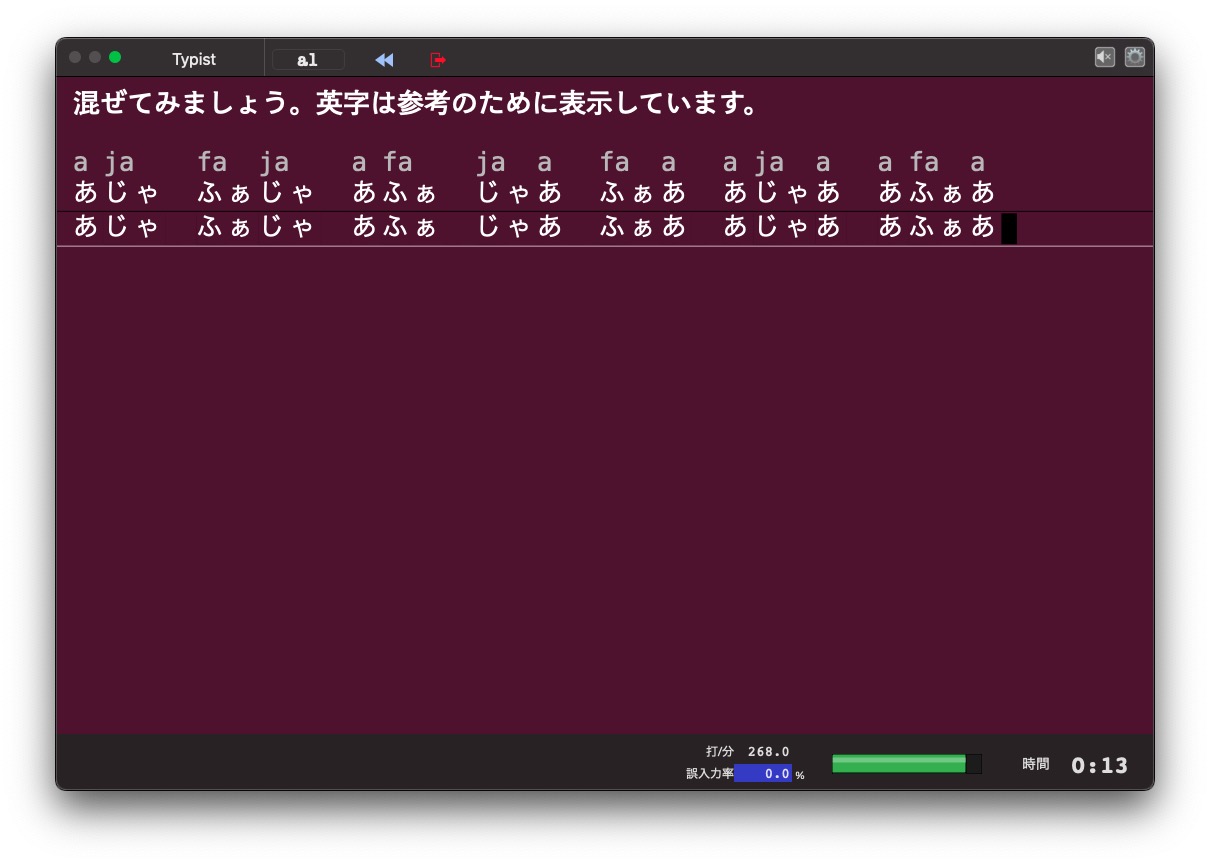 Typist
al
混ぜてみましょう。英字は参考のために表示しています。
a ja fa ja a fa ja a fa a a ja a a fa a
あじゃ ふぁじゃ あふぁ じゃあ ふぁあ あじゃあ あふぁあ
あじゃ ふぁじゃ あふぁ じゃあ ふぁあ あじゃあ あふぁあ
打/分 268.0
誤入力率 0.0 %
時間 0:13